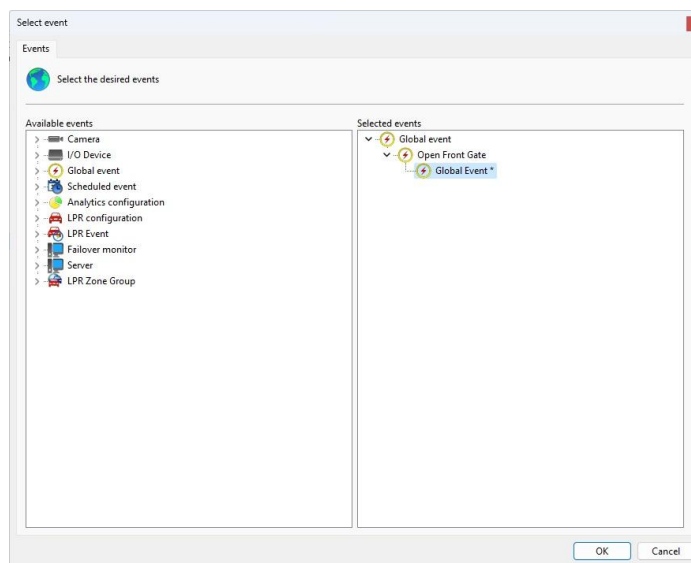 Select event
Events
Select the desired events
Available events
Camera
I/O Device
Global event
Scheduled event
Analytics configuration
LPR configuration
LPR Event
Failover monitor
Server
LPR Zone Group
Selected events
Global event
Open Front Gate
Global Event *
OK
Cancel